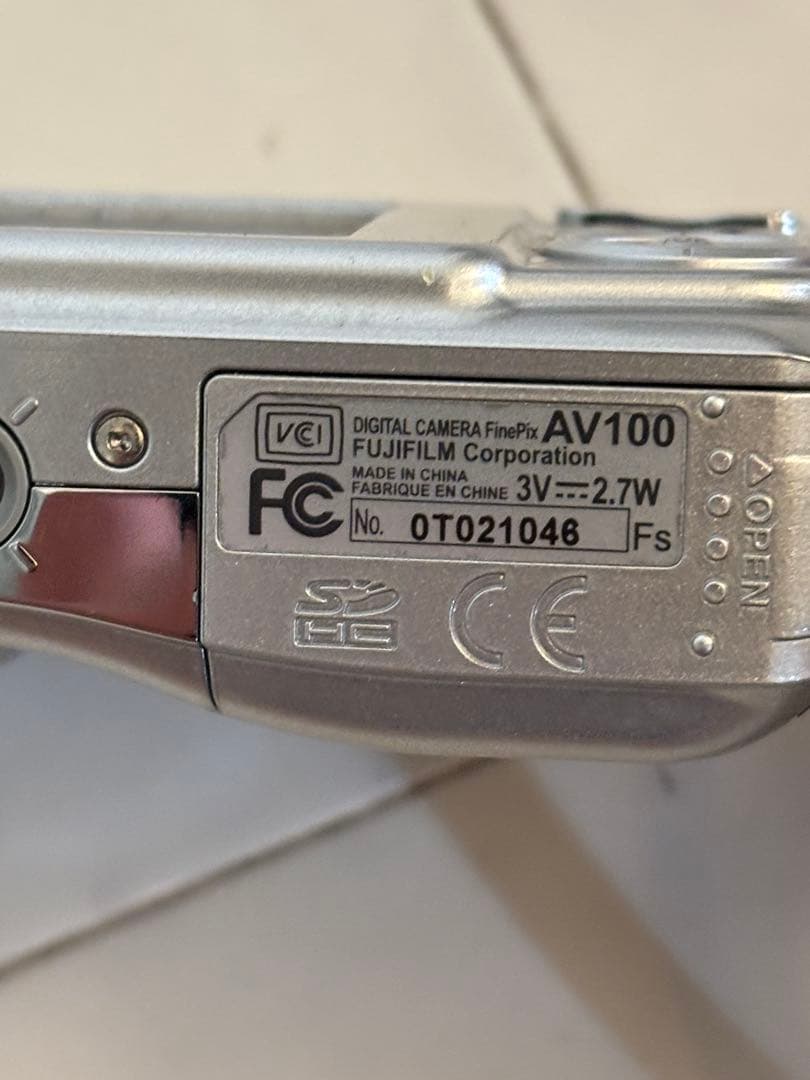 VCCI
DIGITAL CAMERA FinePix AV100
FUJIFILM Corporation
FC
MADE IN CHINA
FABRIQUE EN CHINE 3V⎓2.7W
No. 0T021046 Fs
SD
HC
CE
△OPEN